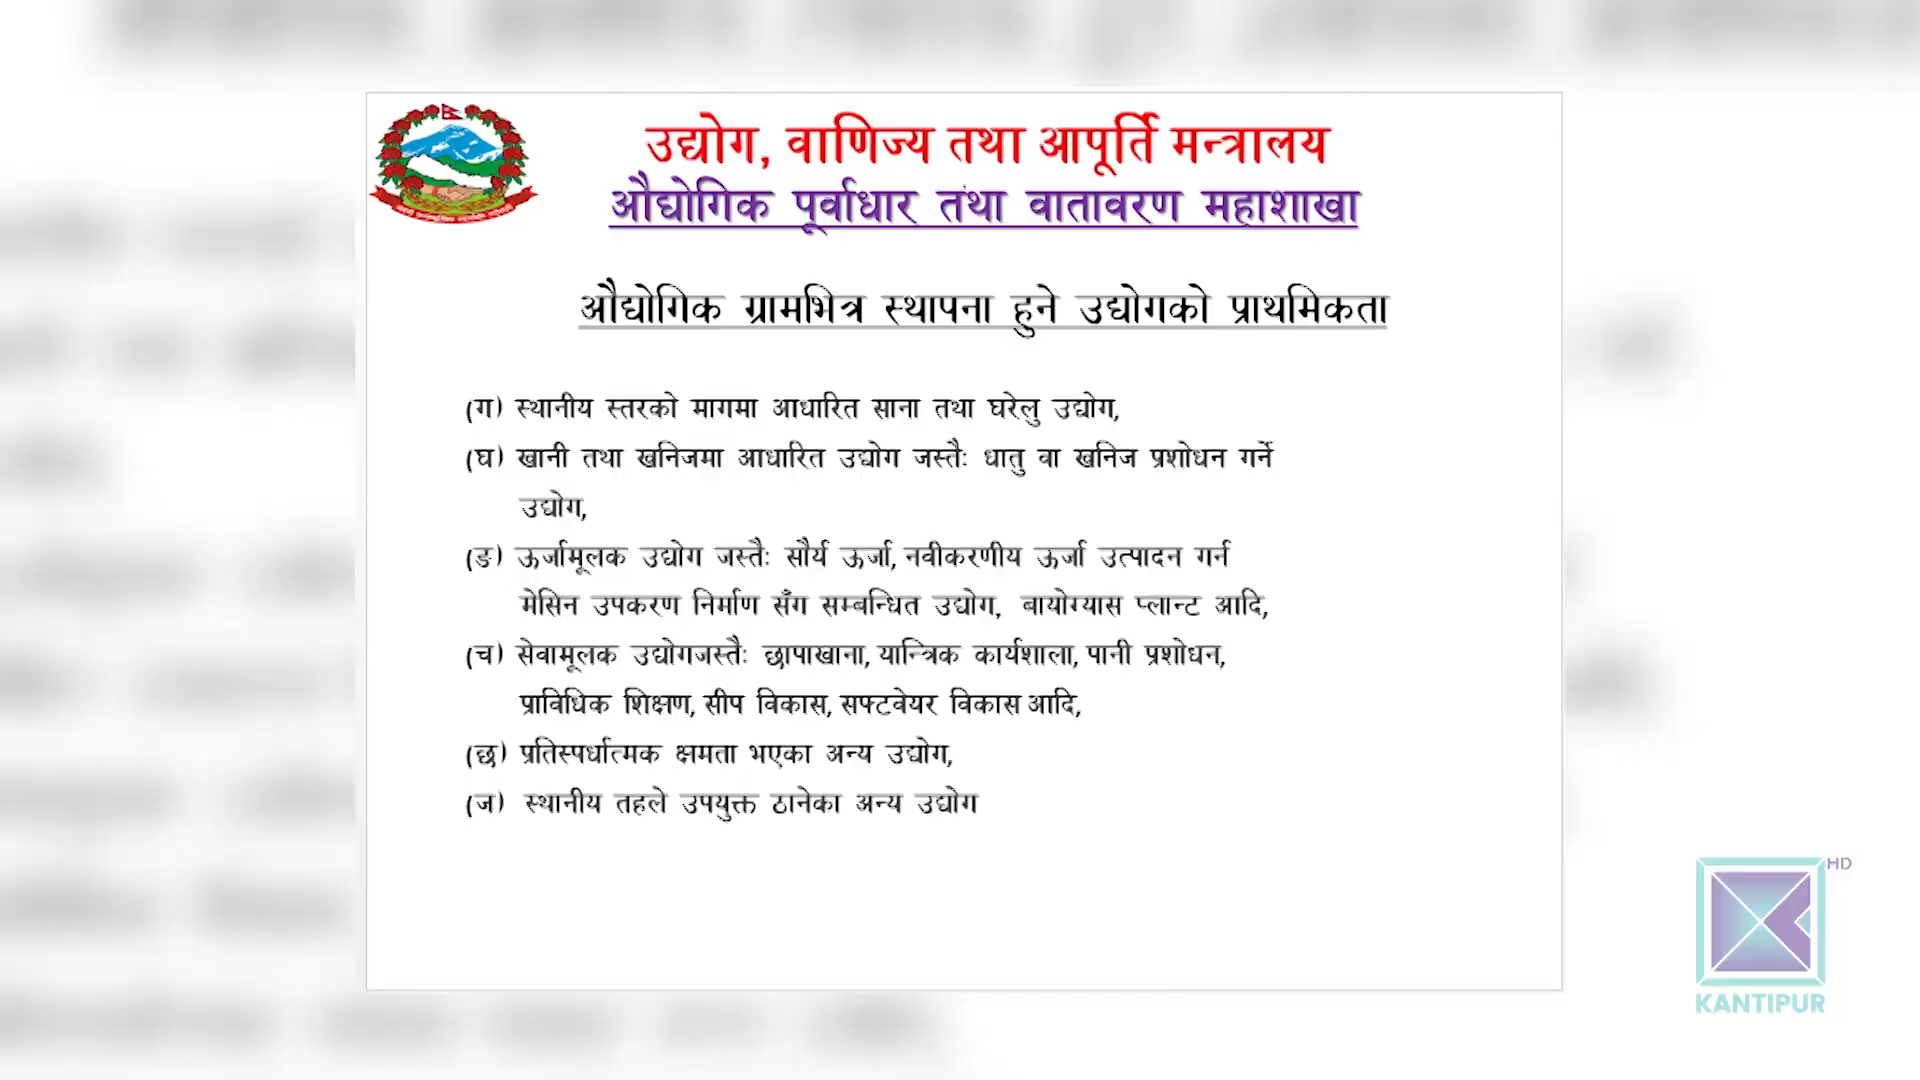 उद्योग, वाणिज्य तथा आपूर्ति मन्त्रालय
औद्योगिक पूर्वाधार तथा वातावरण महाशाखा
औद्योगिक ग्रामभित्र स्थापना हुने उद्योगको प्राथमिकता
(ग) स्थानीय स्तरको मागमा आधारित साना तथा घरेलु उद्योग,
(घ) खानी तथा खनिजमा आधारित उद्योग जस्तैः धातु वा खनिज प्रशोधन गर्ने
उद्योग,
(ङ) ऊर्जामूलक उद्योग जस्तैः सौर्य ऊर्जा, नवीकरणीय ऊर्जा उत्पादन गर्न
मेसिन उपकरण निर्माण सँग सम्बन्धित उद्योग, बायोग्यास प्लान्ट आदि,
(च) सेवामूलक उद्योगजस्तैः छापाखाना, यान्त्रिक कार्यशाला, पानी प्रशोधन,
प्राविधिक शिक्षण, सीप विकास, सफ्टवेयर विकास आदि,
(छ) प्रतिस्पर्धात्मक क्षमता भएका अन्य उद्योग,
(ज) स्थानीय तहले उपयुक्त ठानेका अन्य उद्योग
HD
KANTIPUR